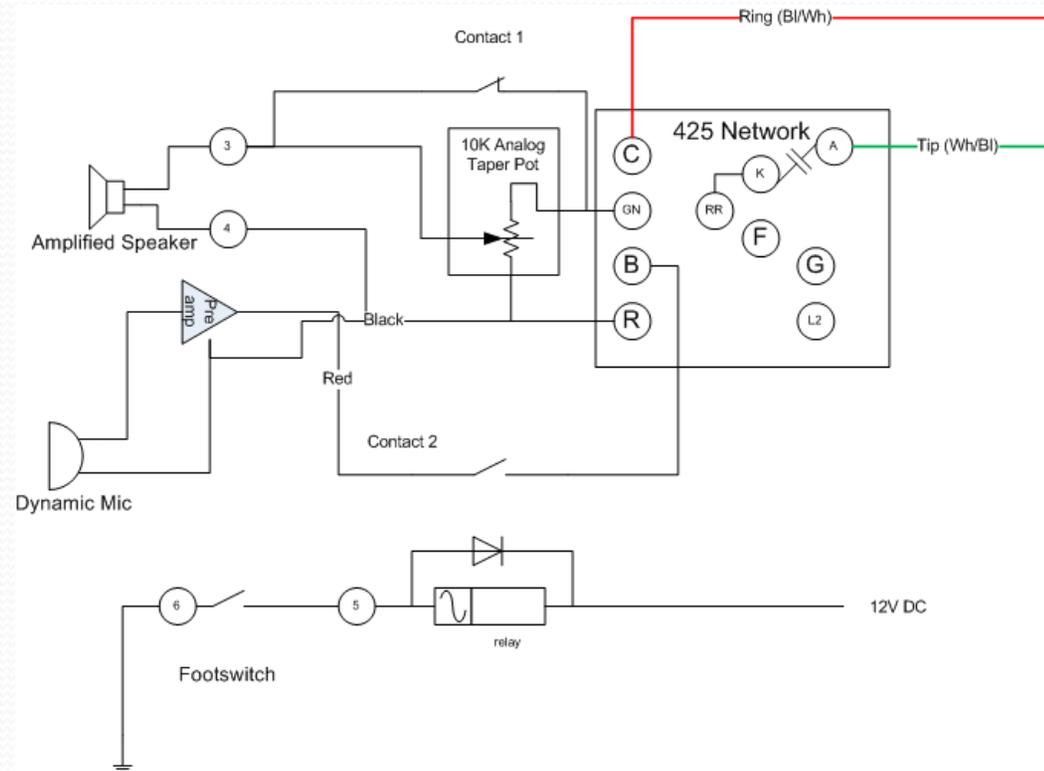 Ring (Bl/Wh)
Contact 1
425 Network
10K Analog
Taper Pot
3
C
A
Tip (Wh/Bl)
K
GN
RR
4
Amplified Speaker
F
B
G
Pre
amp
Black
R
L2
Red
Contact 2
Dynamic Mic
6
5
12V DC
relay
Footswitch